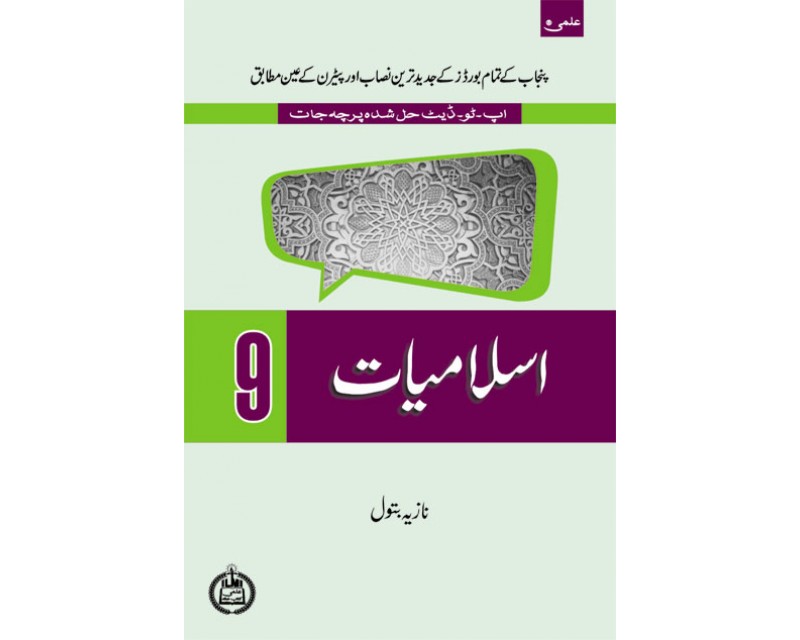 علمی
پنجاب کے تمام بورڈز کے جدید ترین نصاب اور پیٹرن کے عین مطابق
اپ-ٹو-ڈیٹ حل شدہ پرچہ جات
اسلامیات
9
نازیہ بتول